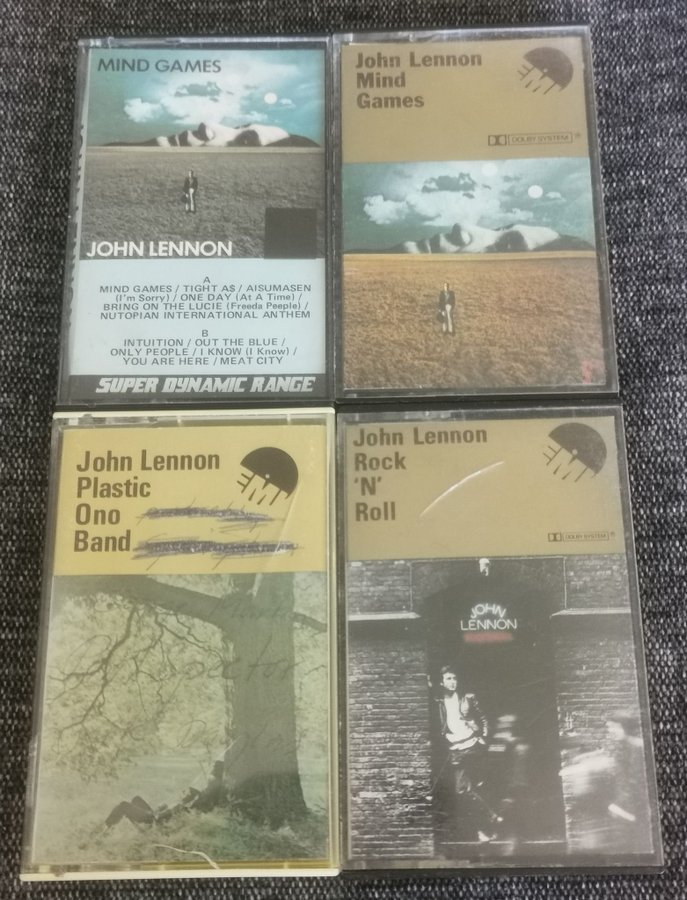 MIND GAMES
JOHN LENNON
A
MIND GAMES / TIGHT A$ / AISUMASEN
(I'm Sorry) / ONE DAY (At A Time) /
BRING ON THE LUCIE (Freeda Peeple) /
NUTOPIAN INTERNATIONAL ANTHEM
B
INTUITION / OUT THE BLUE /
ONLY PEOPLE / I KNOW (I Know) /
YOU ARE HERE / MEAT CITY
SUPER DYNAMIC RANGE
John Lennon
Mind
Games
EMI
DOLBY SYSTEM
John Lennon
Plastic
Ono
Band
EMI
John Lennon
Rock
'N'
Roll
EMI
DOLBY SYSTEM
JOHN
LENNON